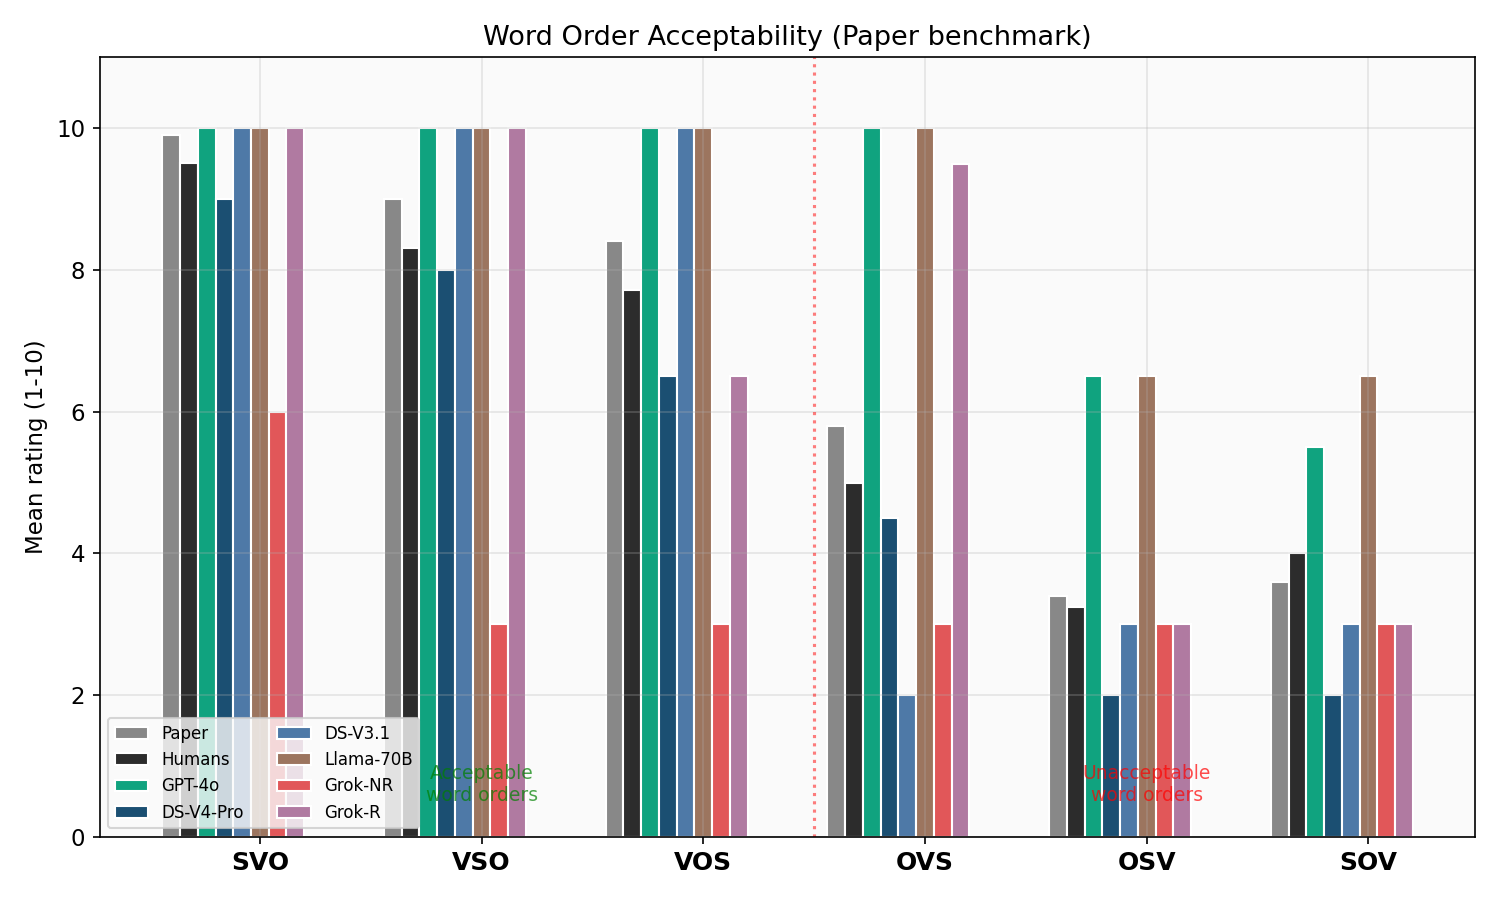 Word Order Acceptability (Paper benchmark)
Mean rating (1-10)
10
8
6
4
2
0
Paper
Humans
GPT-4o
DS-V4-Pro
DS-V3.1
Llama-70B
Grok-NR
Grok-R
Acceptable
word orders
Unacceptable
word orders
SVO
VSO
VOS
OVS
OSV
SOV